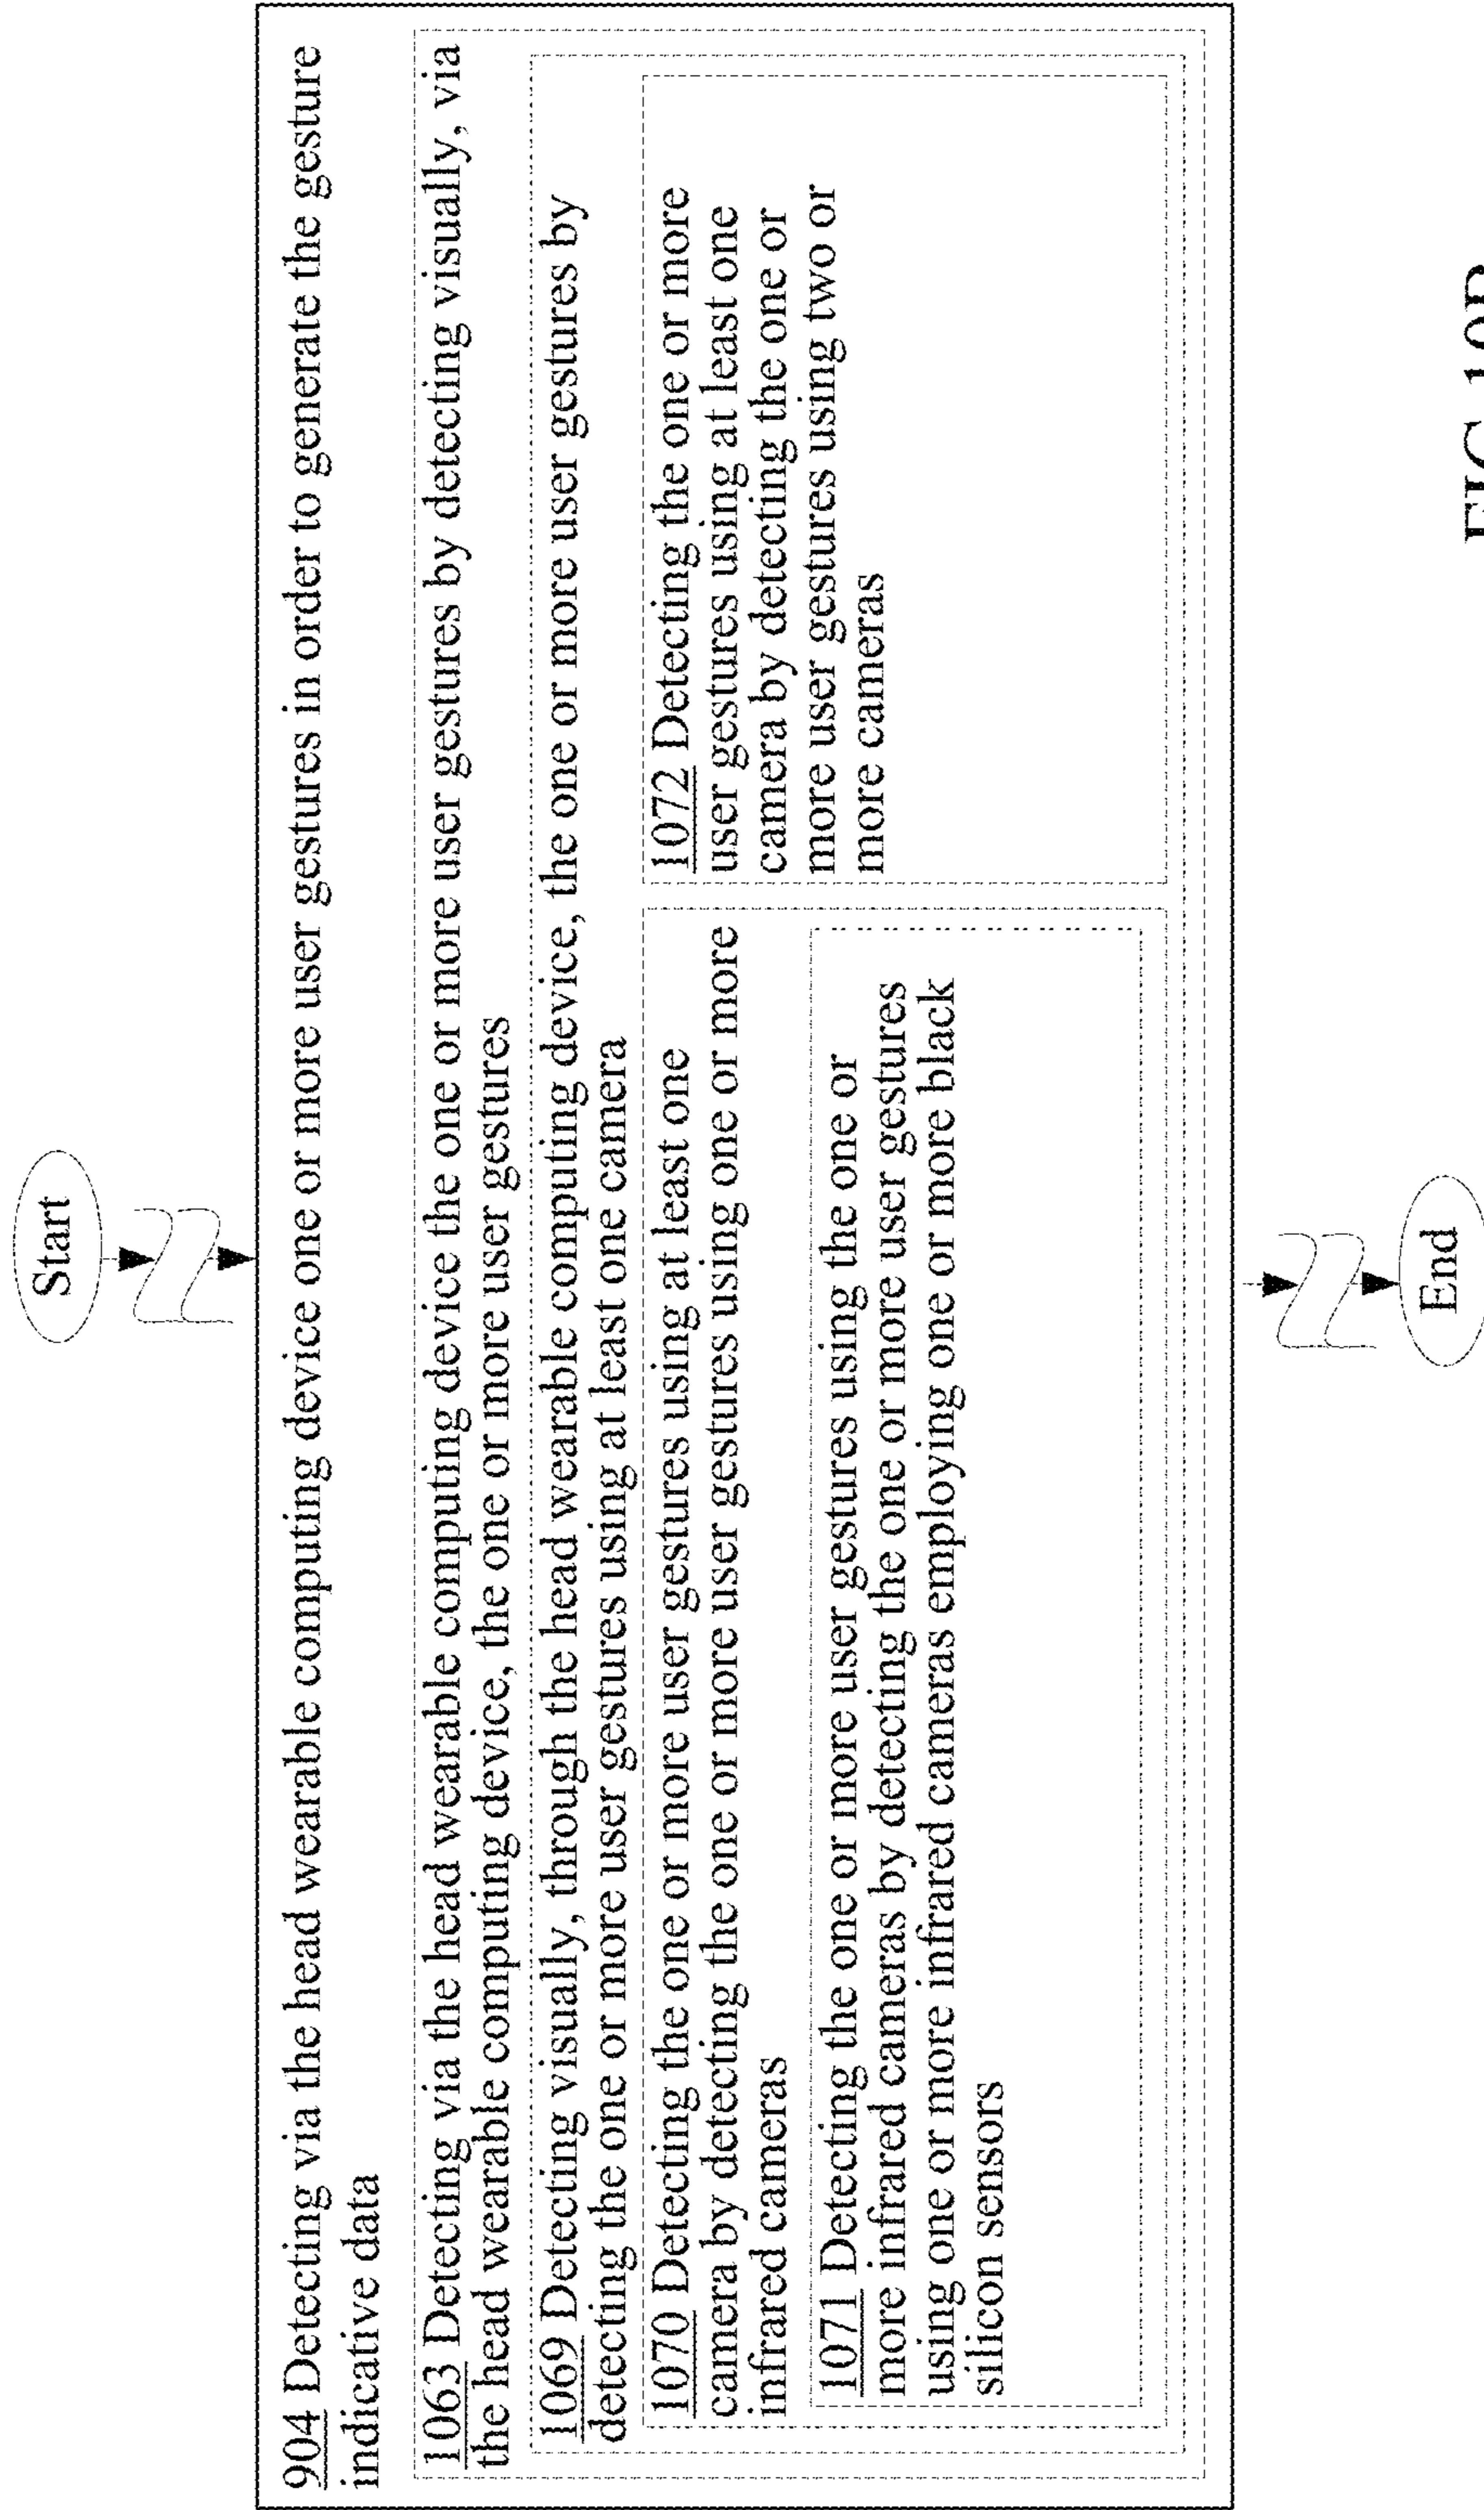 Start
904 Detecting via the head wearable computing device one or more user gestures in order to generate the gesture
indicative data
1063 Detecting via the head wearable computing device the one or more user gestures by detecting visually, via
the head wearable computing device, the one or more user gestures
1069 Detecting visually, through the head wearable computing device, the one or more user gestures by
detecting the one or more user gestures using at least one camera
1070 Detecting the one or more user gestures using at least one
camera by detecting the one or more user gestures using one or more
infrared cameras
1071 Detecting the one or more user gestures using the one or
more infrared cameras by detecting the one or more user gestures
using one or more infrared cameras employing one or more black
silicon sensors
1072 Detecting the one or more
user gestures using at least one
camera by detecting the one or
more user gestures using two or
more cameras
End